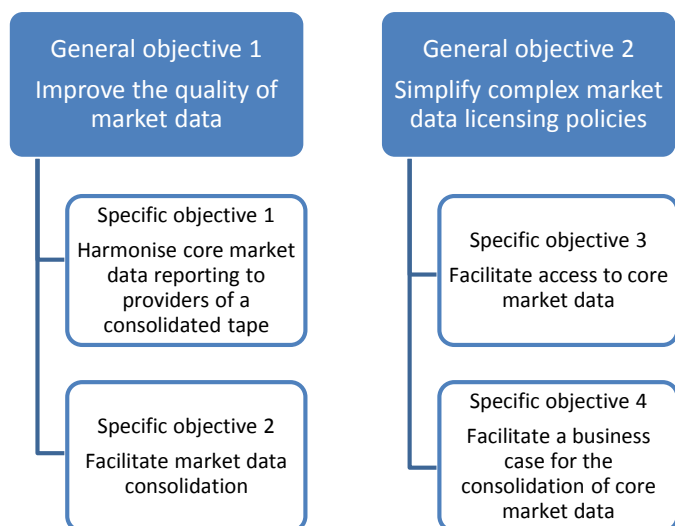 General objective 1
Improve the quality of
market data
Specific objective 1
Harmonise core market
data reporting to
providers of a
consolidated tape
Specific objective 2
Facilitate market data
consolidation
General objective 2
Simplify complex market
data licensing policies
Specific objective 3
Facilitate access to core
market data
Specific objective 4
Facilitate a business
case for the
consolidation of core
market data